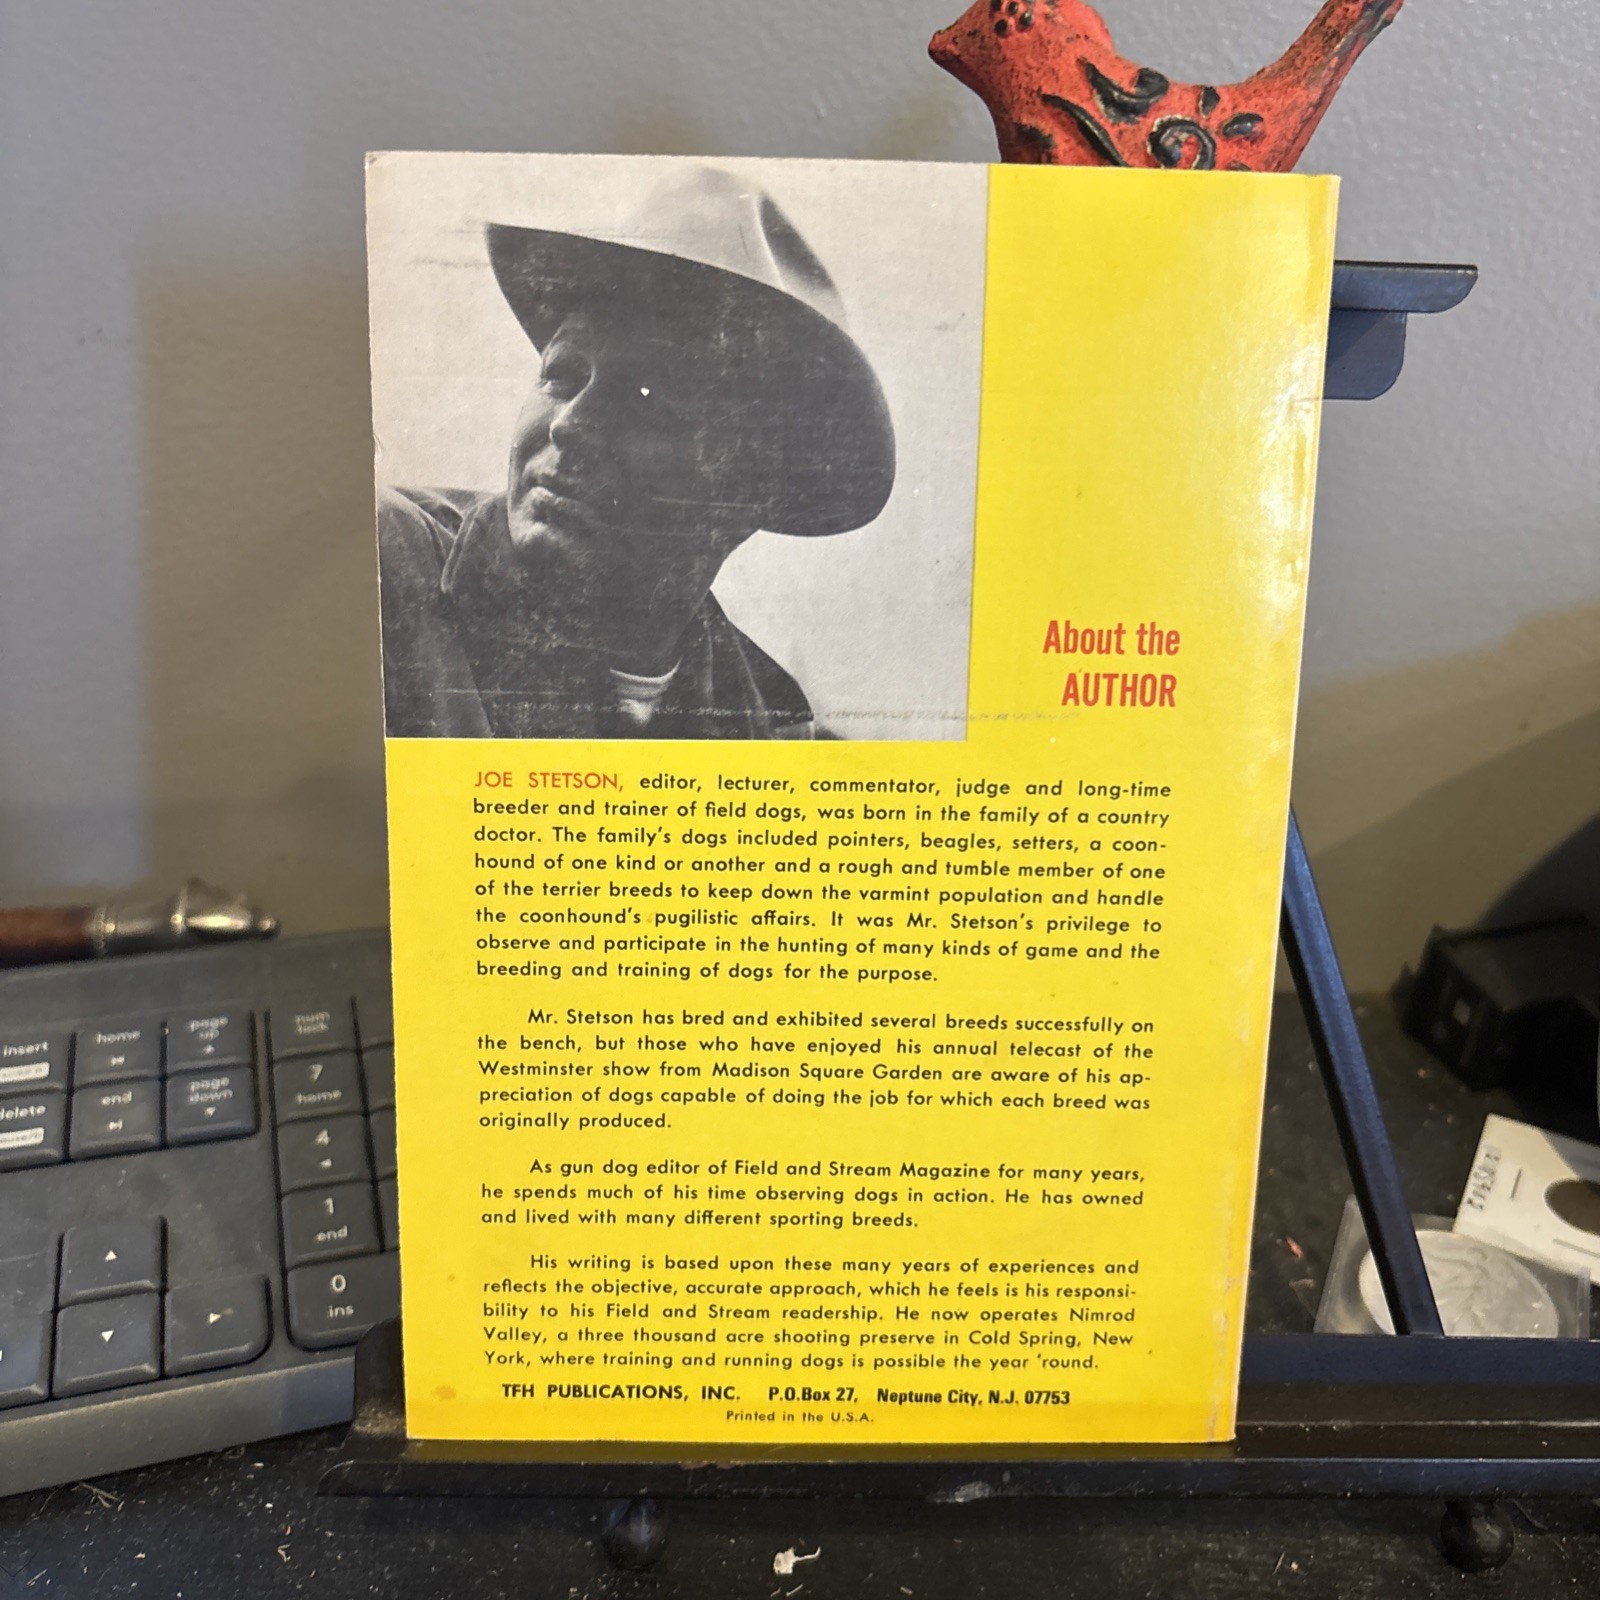 About the
AUTHOR
JOE STETSON, editor, lecturer, commentator, judge and long-time
breeder and trainer of field dogs, was born in the family of a country
doctor. The family's dogs included pointers, beagles, setters, a coon-
hound of one kind or another and a rough and tumble member of one
of the terrier breeds to keep down the varmint population and handle
the coonhound's pugilistic affairs. It was Mr. Stetson's privilege to
observe and participate in the hunting of many kinds of game and the
breeding and training of dogs for the purpose.
Mr. Stetson has bred and exhibited several breeds successfully on
the bench, but those who have enjoyed his annual telecast of the
Westminster show from Madison Square Garden are aware of his ap-
preciation of dogs capable of doing the job for which each breed was
originally produced.
As gun dog editor of Field and Stream Magazine for many years,
he spends much of his time observing dogs in action. He has owned
and lived with many different sporting breeds.
His writing is based upon these many years of experiences and
reflects the objective, accurate approach, which he feels is his responsi-
bility to his Field and Stream readership. He now operates Nimrod
Valley, a three thousand acre shooting preserve in Cold Spring, New
York, where training and running dogs is possible the year 'round.
TFH PUBLICATIONS, INC. P.O.Box 27, Neptune City, N.J. 07753
Printed in the U.S.A.
insert
home
page
up
num
lock
delete
end
page
down
7
home
4
1
end
0
ins